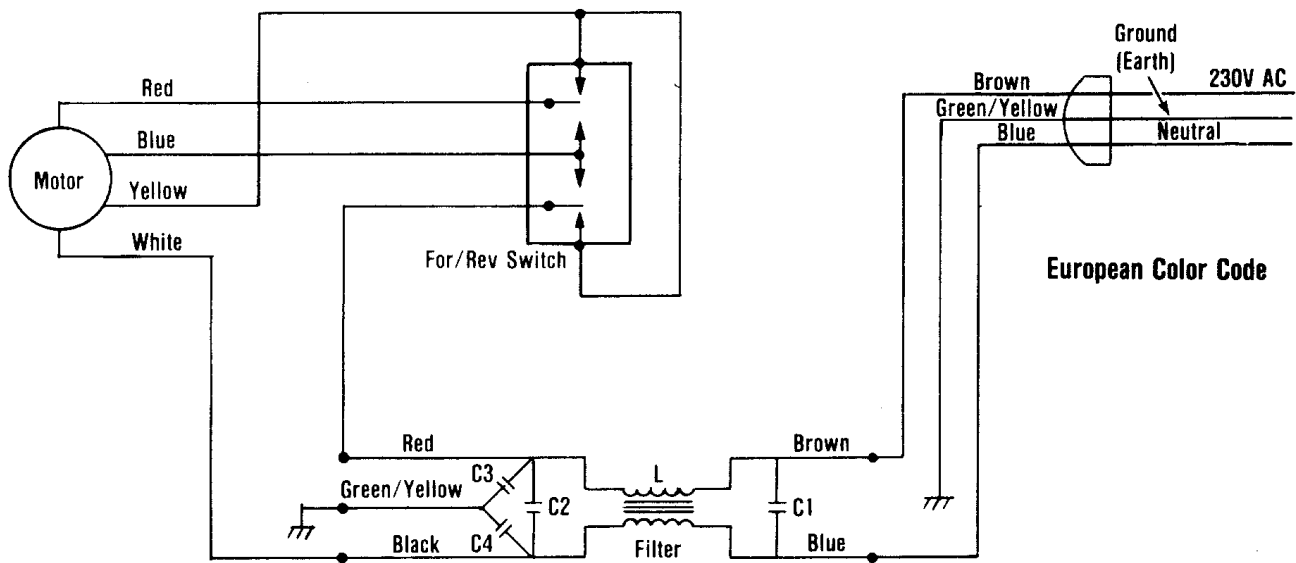 Ground
(Earth)
Brown
230V AC
Red
Green/Yellow
Blue
Neutral
Blue
Motor
Yellow
White
For/Rev Switch
European Color Code
Red
Brown
C3
L
Green/Yellow
C2
C1
C4
Black
Filter
Blue